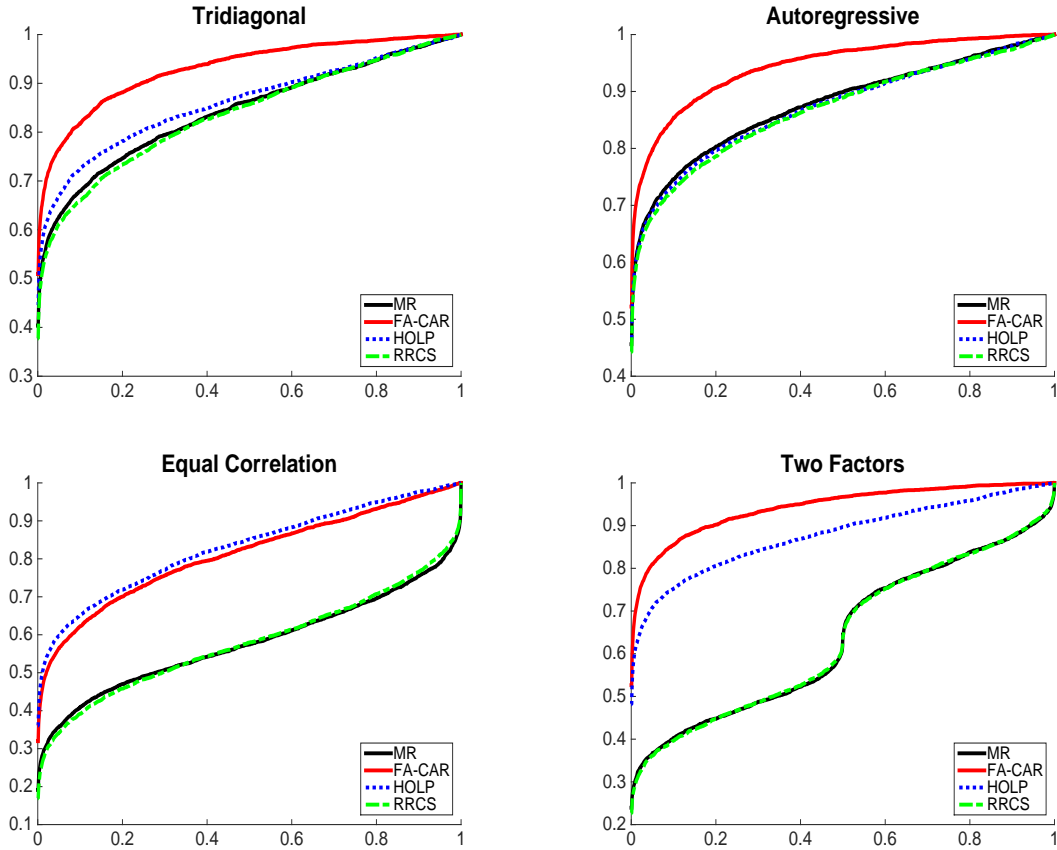 Tridiagonal
1
0.9
0.8
0.7
0.6
0.5
0.4
0.3
0 0.2 0.4 0.6 0.8 1
MR
FA-CAR
HOLP
RRCS
Autoregressive
1
0.9
0.8
0.7
0.6
0.5
0.4
0 0.2 0.4 0.6 0.8 1
MR
FA-CAR
HOLP
RRCS
Equal Correlation
1
0.9
0.8
0.7
0.6
0.5
0.4
0.3
0.2
0.1
0 0.2 0.4 0.6 0.8 1
MR
FA-CAR
HOLP
RRCS
Two Factors
1
0.9
0.8
0.7
0.6
0.5
0.4
0.3
0.2
0 0.2 0.4 0.6 0.8 1
MR
FA-CAR
HOLP
RRCS